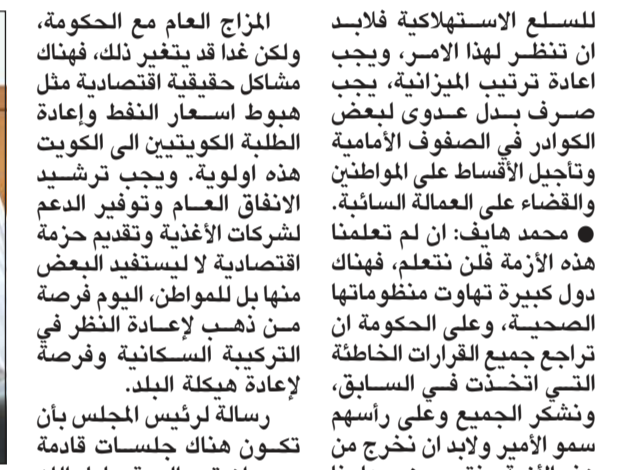 للسلع الاستهلاكية فلابد
ان تنظر لهذا الامر، ويجب
اعادة ترتيب الميزانية، يجب
صرف بدل عدوى لبعض
الكوادر في الصفوف الأمامية
وتأجيل الأقساط على المواطنين
والقضاء على العمالة السائبة.
● محمد هايف: ان لم تعلمنا
هذه الأزمة فلن نتعلم، فهناك
دول كبيرة تهاوت منظوماتها
الصحية، وعلى الحكومة ان
تراجع جميع القرارات الخاطئة
التي اتخذت في السابق،
ونشكر الجميع وعلى رأسهم
سمو الأمير ولابد ان نخرج من
المزاج العام مع الحكومة،
ولكن غدا قد يتغير ذلك، فهناك
مشاكل حقيقية اقتصادية مثل
هبوط اسعار النفط وإعادة
الطلبة الكويتيين الى الكويت
هذه اولوية. ويجب ترشيد
الانفاق العام وتوفير الدعم
لشركات الأغذية وتقديم حزمة
اقتصادية لا ليستفيد البعض
منها بل للمواطن، اليوم فرصة
من ذهب لإعادة النظر في
التركيبة السكانية وفرصة
لإعادة هيكلة البلد.
رسالة لرئيس المجلس بأن
تكون هناك جلسات قادمة